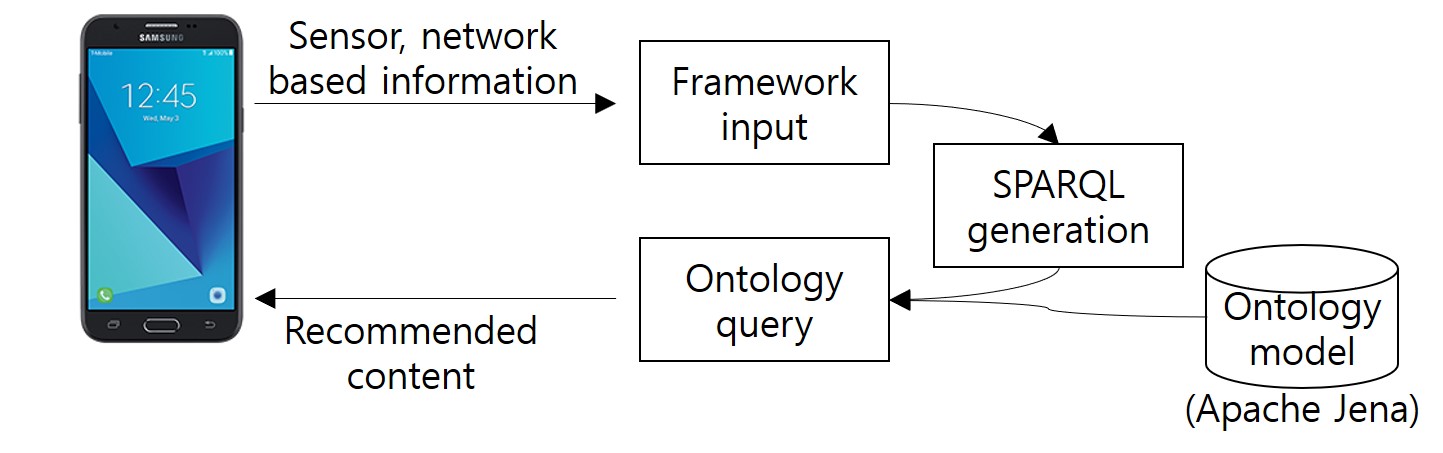 SAMSUNG
T-Mobile
100%
12:45
Wed, May 3
Sensor, network
based information
Framework
input
SPARQL
generation
Ontology
query
Recommended
content
Ontology
model
(Apache Jena)